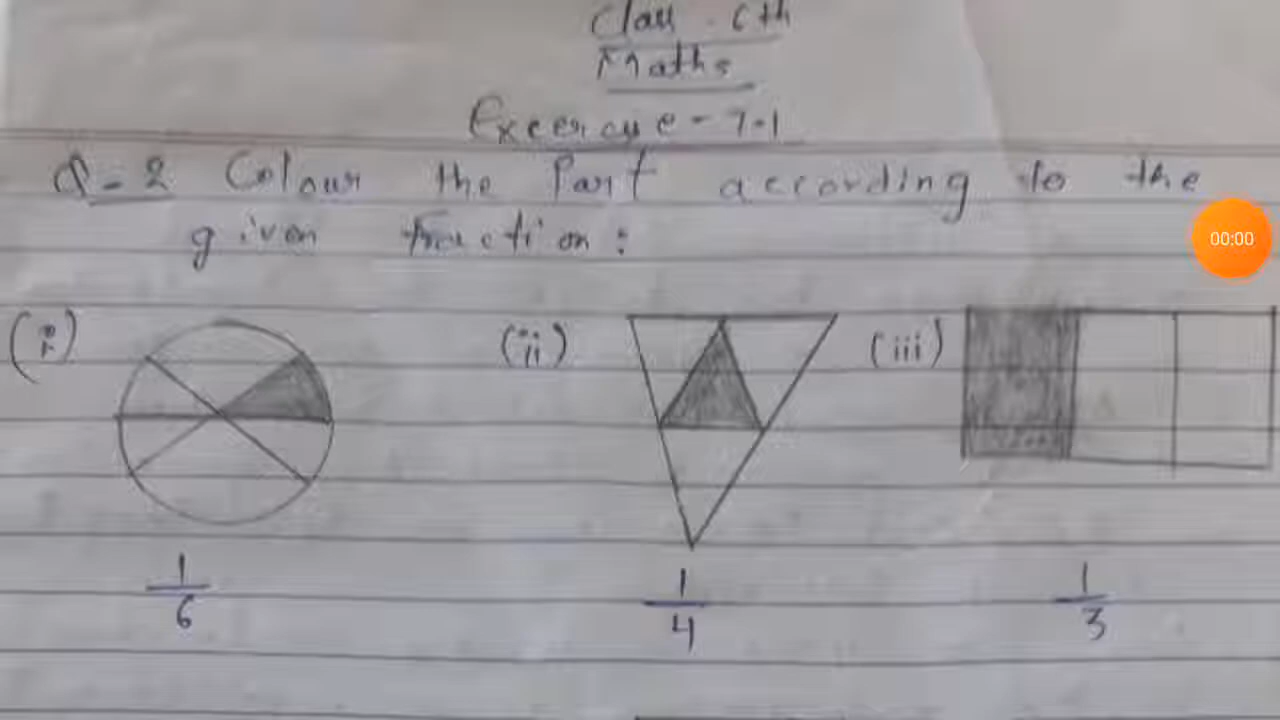 Class - 6th
Maths
Excercise - 7.1
Q-2 Colour the Part according to the
given fraction:
(i) (ii) (iii)
1/6 1/4 1/3
00:00